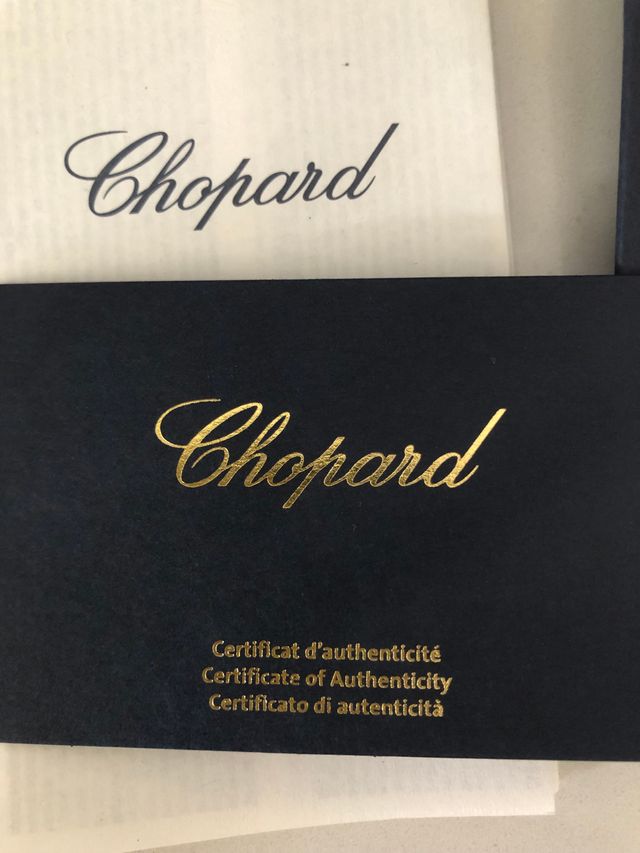 Chopard
Chopard
Certificat d'authenticité
Certificate of Authenticity
Certificato di autenticità